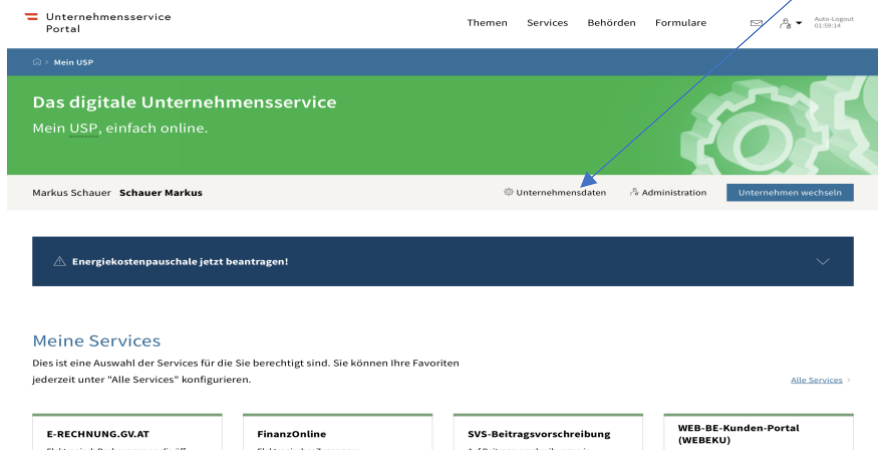 Unternehmensservice
Portal
Themen Services Behörden Formulare
Auto-Logout
01:59:14
Mein USP
Das digitale Unternehmensservice
Mein USP, einfach online.
Markus Schauer Schauer Markus
Unternehmensdaten
Administration
Unternehmen wechseln
Energiekostenpauschale jetzt beantragen!
Meine Services
Dies ist eine Auswahl der Services für die Sie berechtigt sind. Sie können Ihre Favoriten
jederzeit unter "Alle Services" konfigurieren.
Alle Services
E-RECHNUNG.GV.AT
FinanzOnline
SVS-Beitragsvorschreibung
WEB-BE-Kunden-Portal
(WEBEKU)